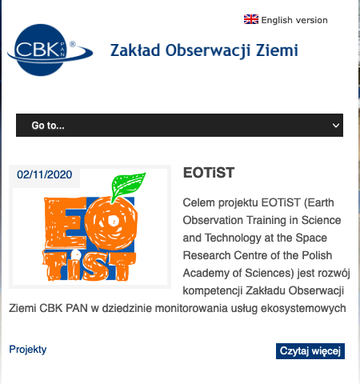 English version
CBK PAN
Zakład Obserwacji Ziemi
Go to...
02/11/2020
EO
TiST
EOTiST
Celem projektu EOTiST (Earth
Observation Training in Science
and Technology at the Space
Research Centre of the Polish
Academy of Sciences) jest rozwój
kompetencji Zakładu Obserwacji
Ziemi CBK PAN w dziedzinie monitorowania usług ekosystemowych
Projekty
Czytaj więcej